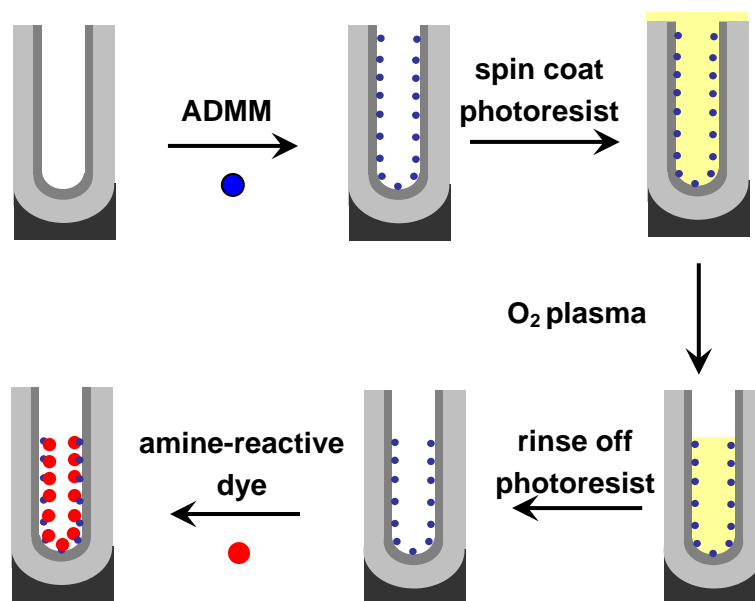 ADMM
spin coat
photoresist
O₂ plasma
rinse off
photoresist
amine-reactive
dye